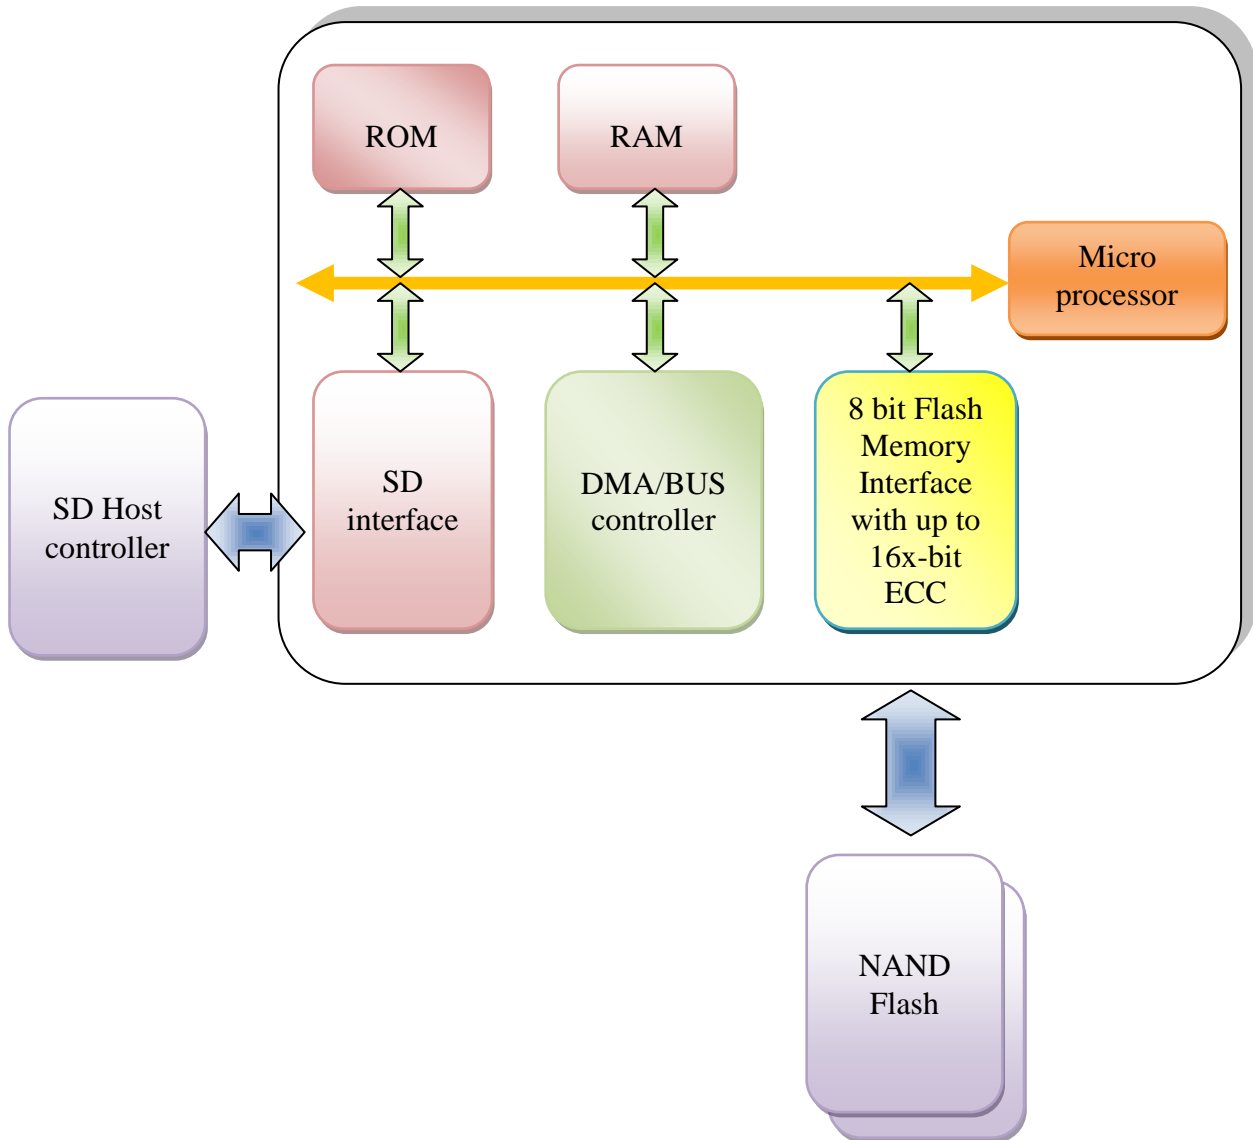 ROM
RAM
Micro
processor
SD Host
controller
SD
interface
DMA/BUS
controller
8 bit Flash
Memory
Interface
with up to
16x-bit
ECC
NAND
Flash